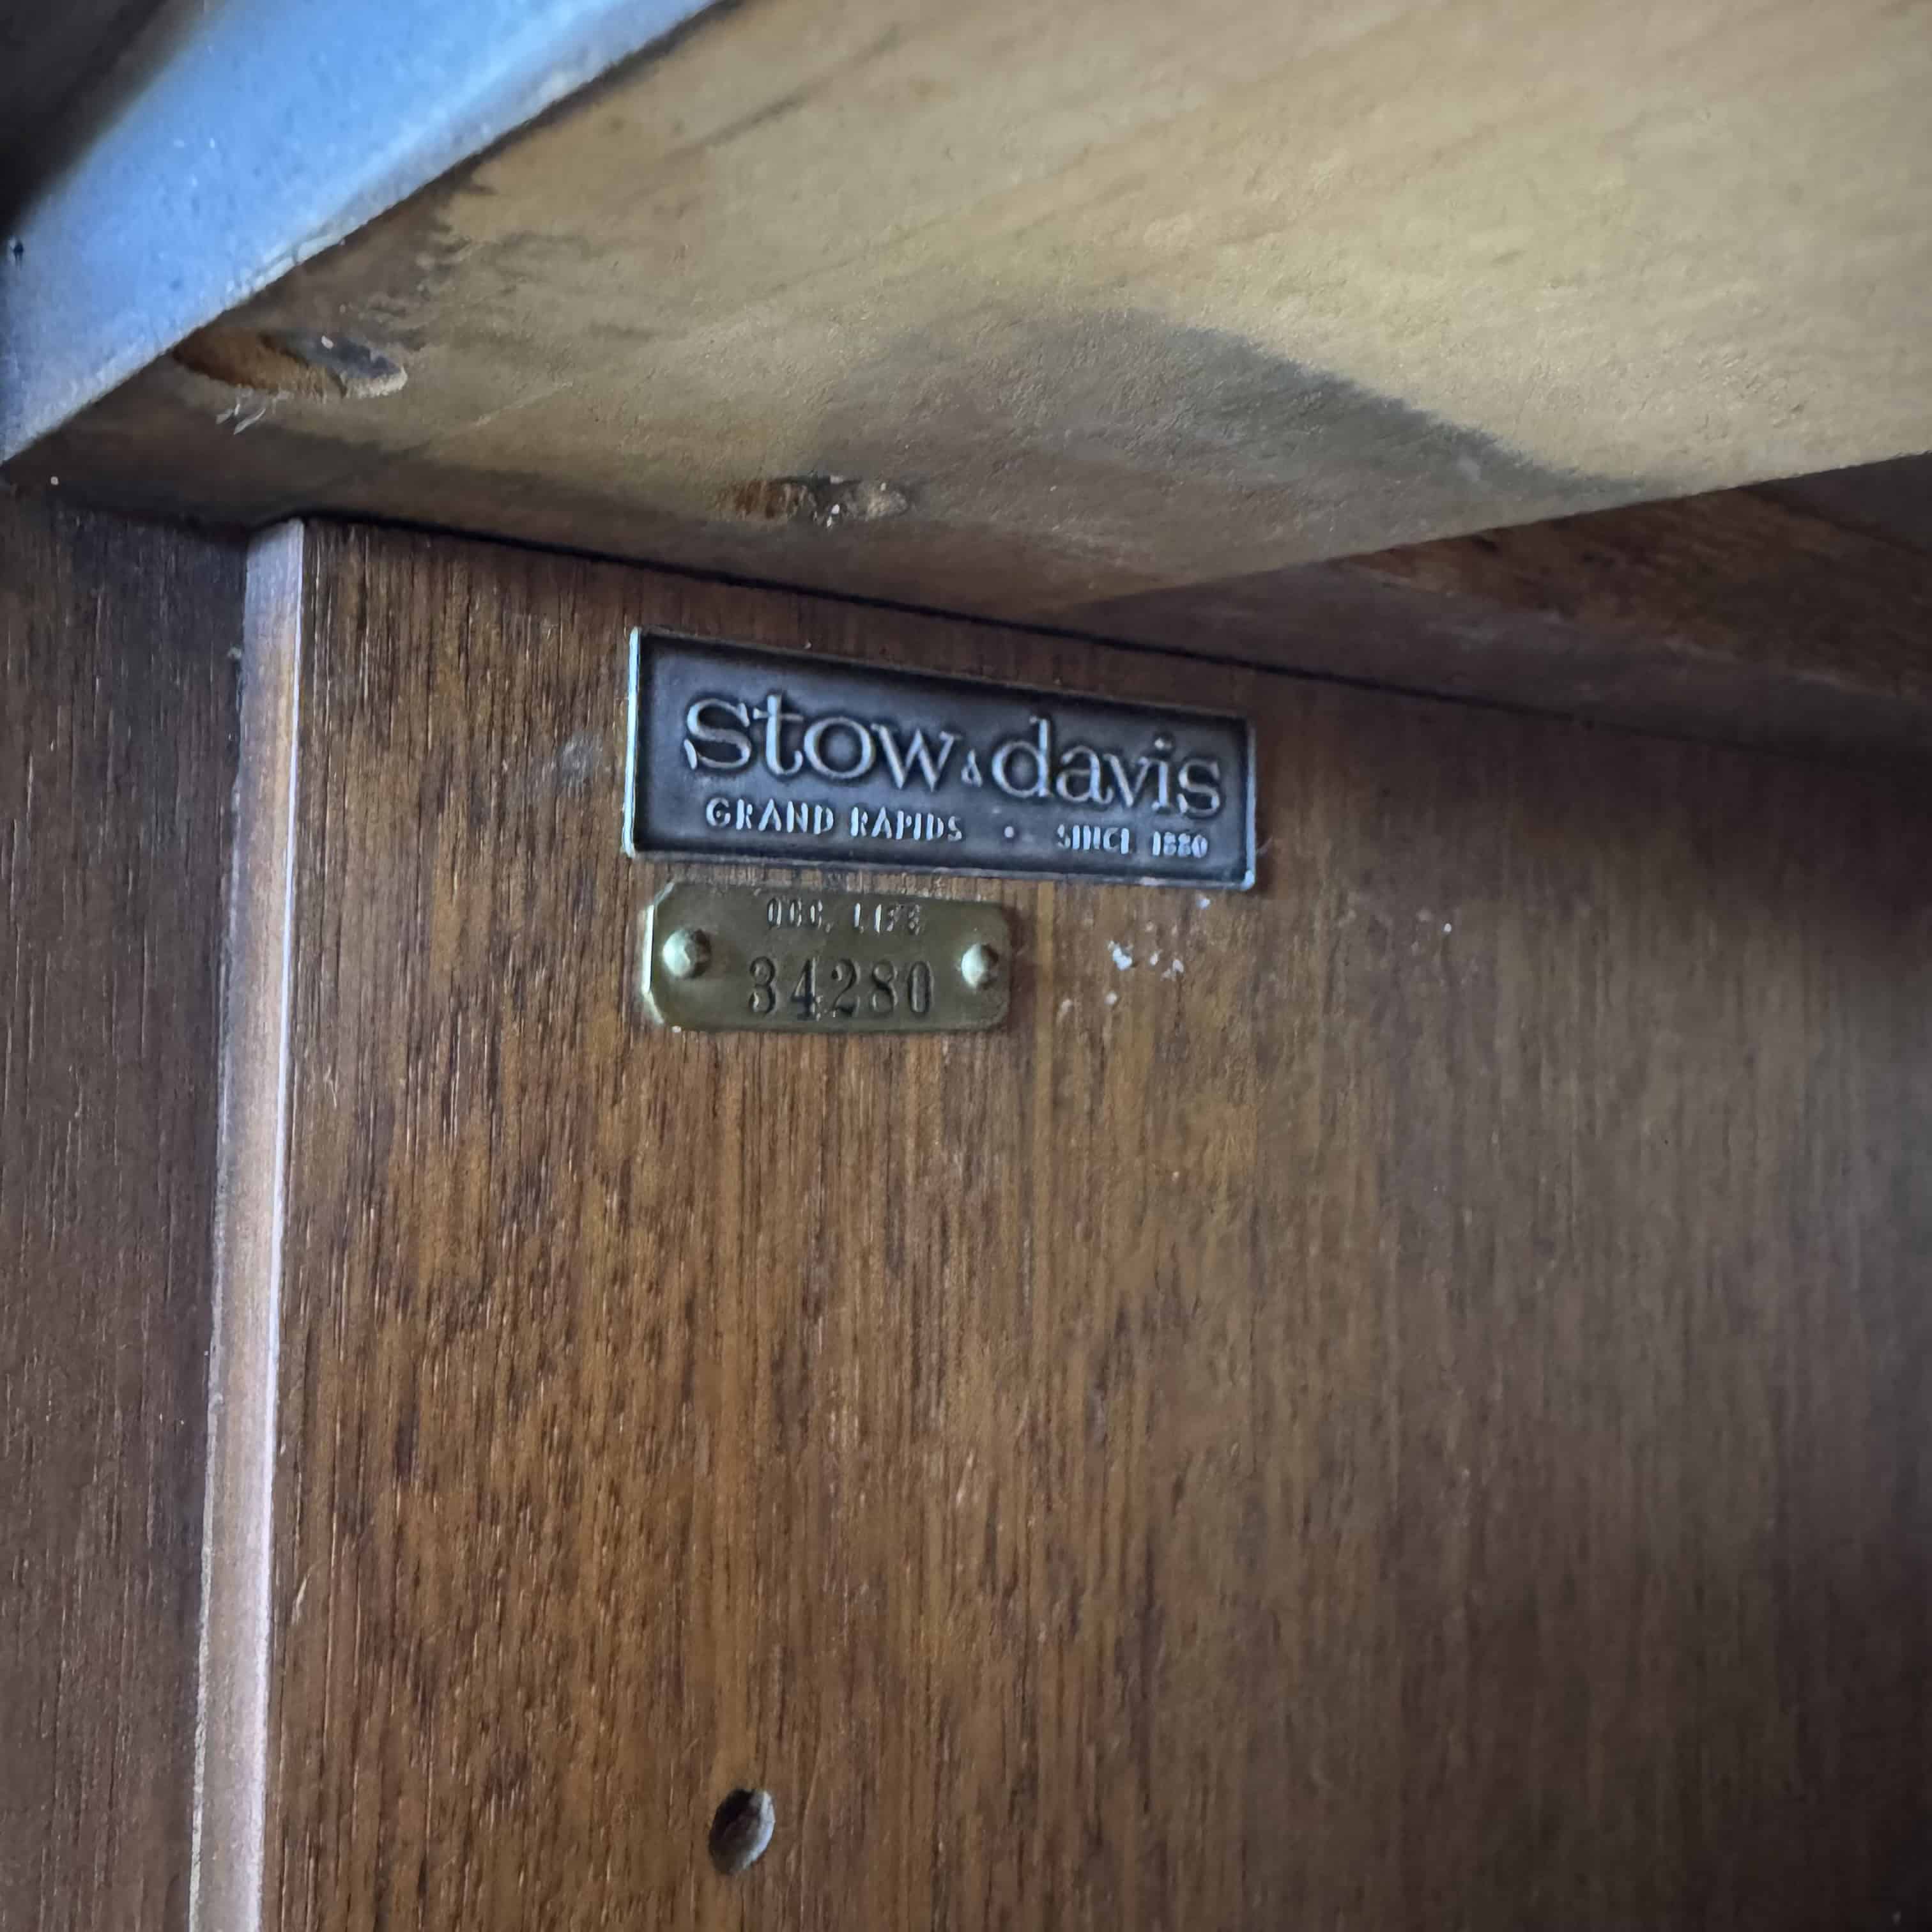 stow & davis
GRAND RAPIDS • SINCE 1880
OCC. LIFE
34280